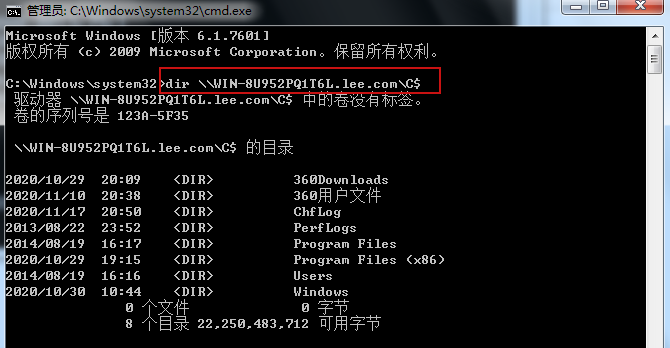 管理员: C:\Windows\system32\cmd.exe
Microsoft Windows [版本 6.1.7601]
版权所有 (c) 2009 Microsoft Corporation。保留所有权利。
C:\Windows\system32>dir \\WIN-8U952PQ1T6L.lee.com\C$
驱动器 \\WIN-8U952PQ1T6L.lee.com\C$ 中的卷没有标签。
卷的序列号是 123A-5F35
\\WIN-8U952PQ1T6L.lee.com\C$ 的目录
2020/10/29  20:09    <DIR>          360Downloads
2020/11/10  20:38    <DIR>          360用户文件
2020/11/17  20:50    <DIR>          ChfLog
2013/08/22  23:52    <DIR>          PerfLogs
2014/08/19  16:17    <DIR>          Program Files
2020/10/29  19:15    <DIR>          Program Files (x86)
2014/08/19  16:16    <DIR>          Users
2020/10/30  10:44    <DIR>          Windows
0 个文件              0 字节
8 个目录 22,250,483,712 可用字节